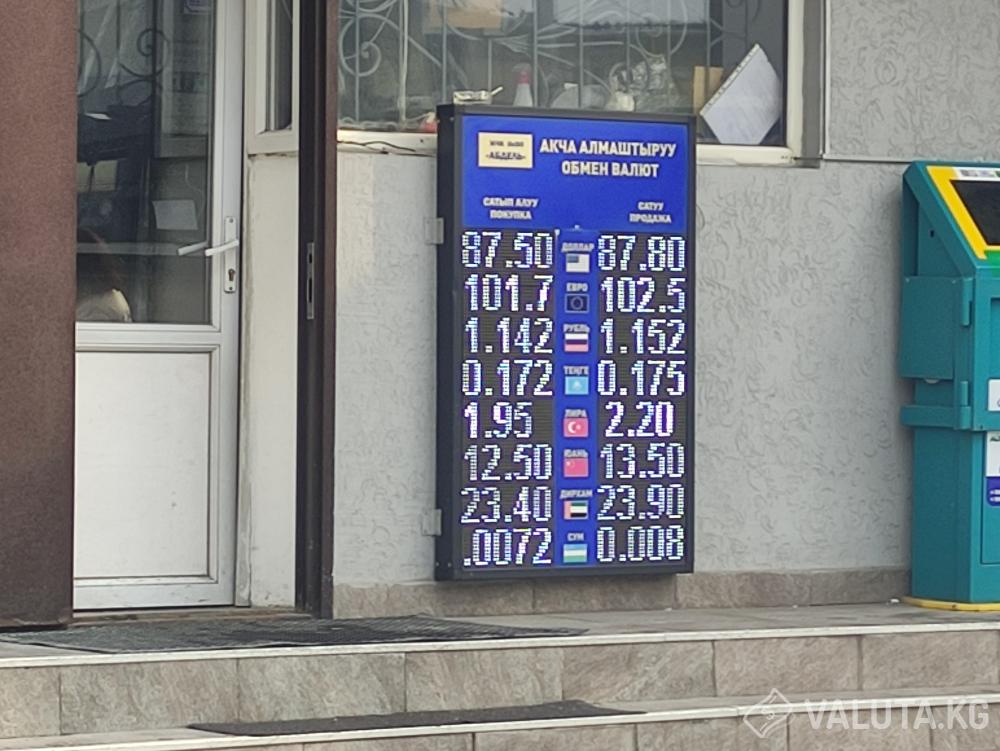 АКЧА АЛМАШТЫРУУ
ОБМЕН ВАЛЮТ
САТЫП АЛУУ
ПОКУПКА
САТУУ
ПРОДАЖА
87.50 ДОЛЛАР 87.80
101.7 ЕВРО 102.5
1.142 РУБЛЬ 1.152
0.172 ТЕҢГЕ 0.175
1.95 ЛИРА 2.20
12.50 ЮАНЬ 13.50
23.40 ДИРХАМ 23.90
.0072 СУМ 0.008
VALUTA.KG